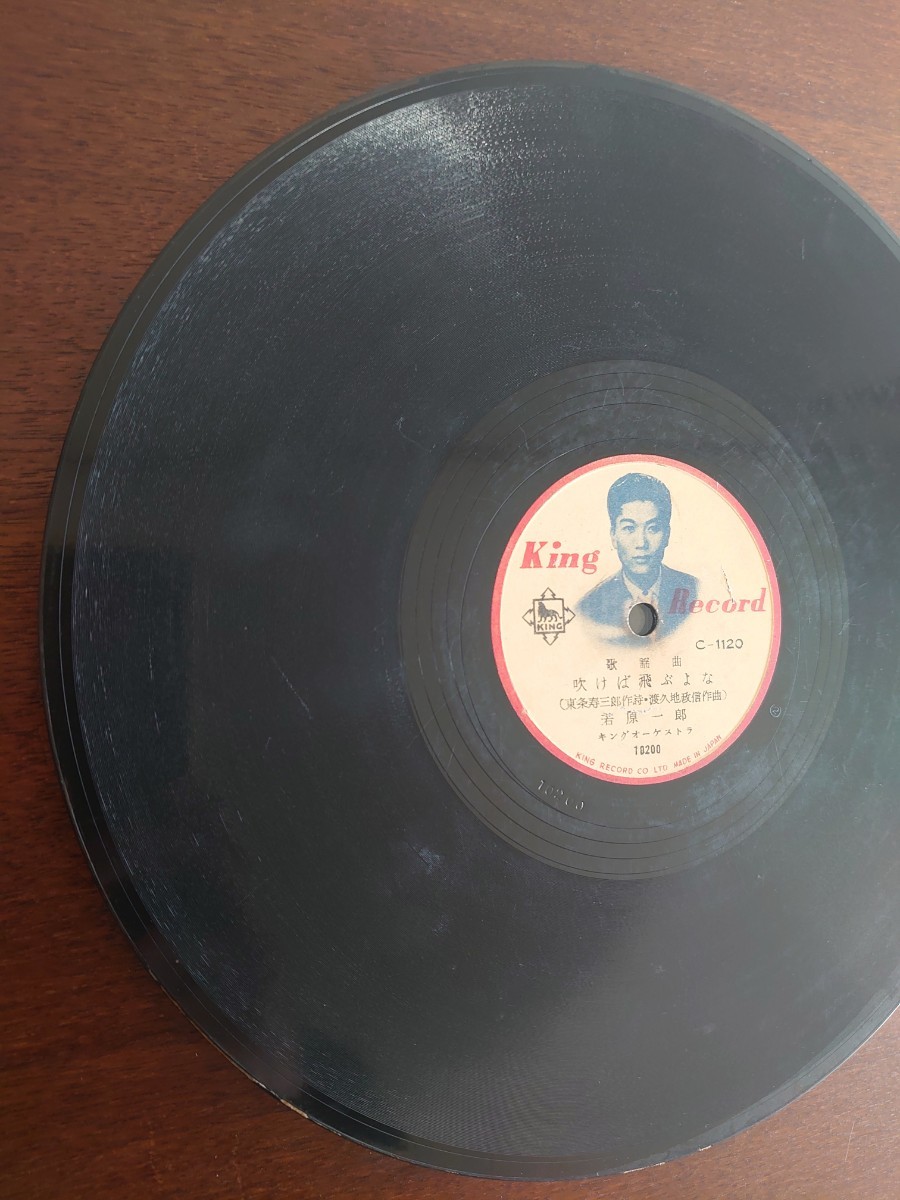 King
Record
KING
C-1120
歌謡曲
吹けば飛ぶよな
(東条寿三郎作詩・渡久地政信作曲)
若原一郎
キングオーケストラ
10200
KING RECORD CO LTD MADE IN JAPAN
10200